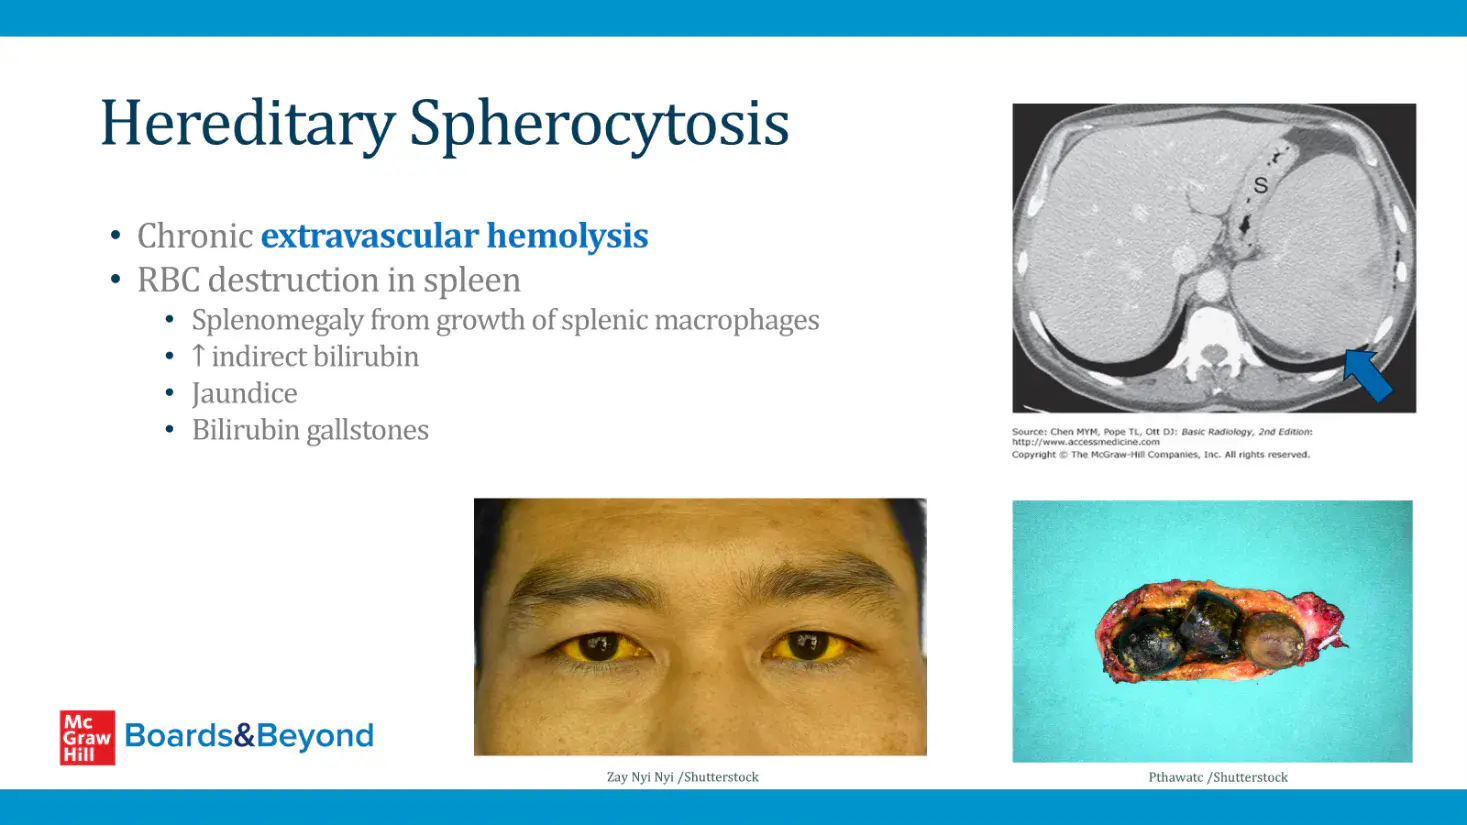 Hereditary Spherocytosis
• Chronic extravascular hemolysis
• RBC destruction in spleen
• Splenomegaly from growth of splenic macrophages
• ↑ indirect bilirubin
• Jaundice
• Bilirubin gallstones
S
Source: Chen MYM, Pope TL, Ott DJ: Basic Radiology, 2nd Edition:
http://www.accessmedicine.com
Copyright © The McGraw-Hill Companies, Inc. All rights reserved.
Mc
Graw
Hill
Boards&Beyond
Zay Nyi Nyi /Shutterstock
Pthawatc /Shutterstock